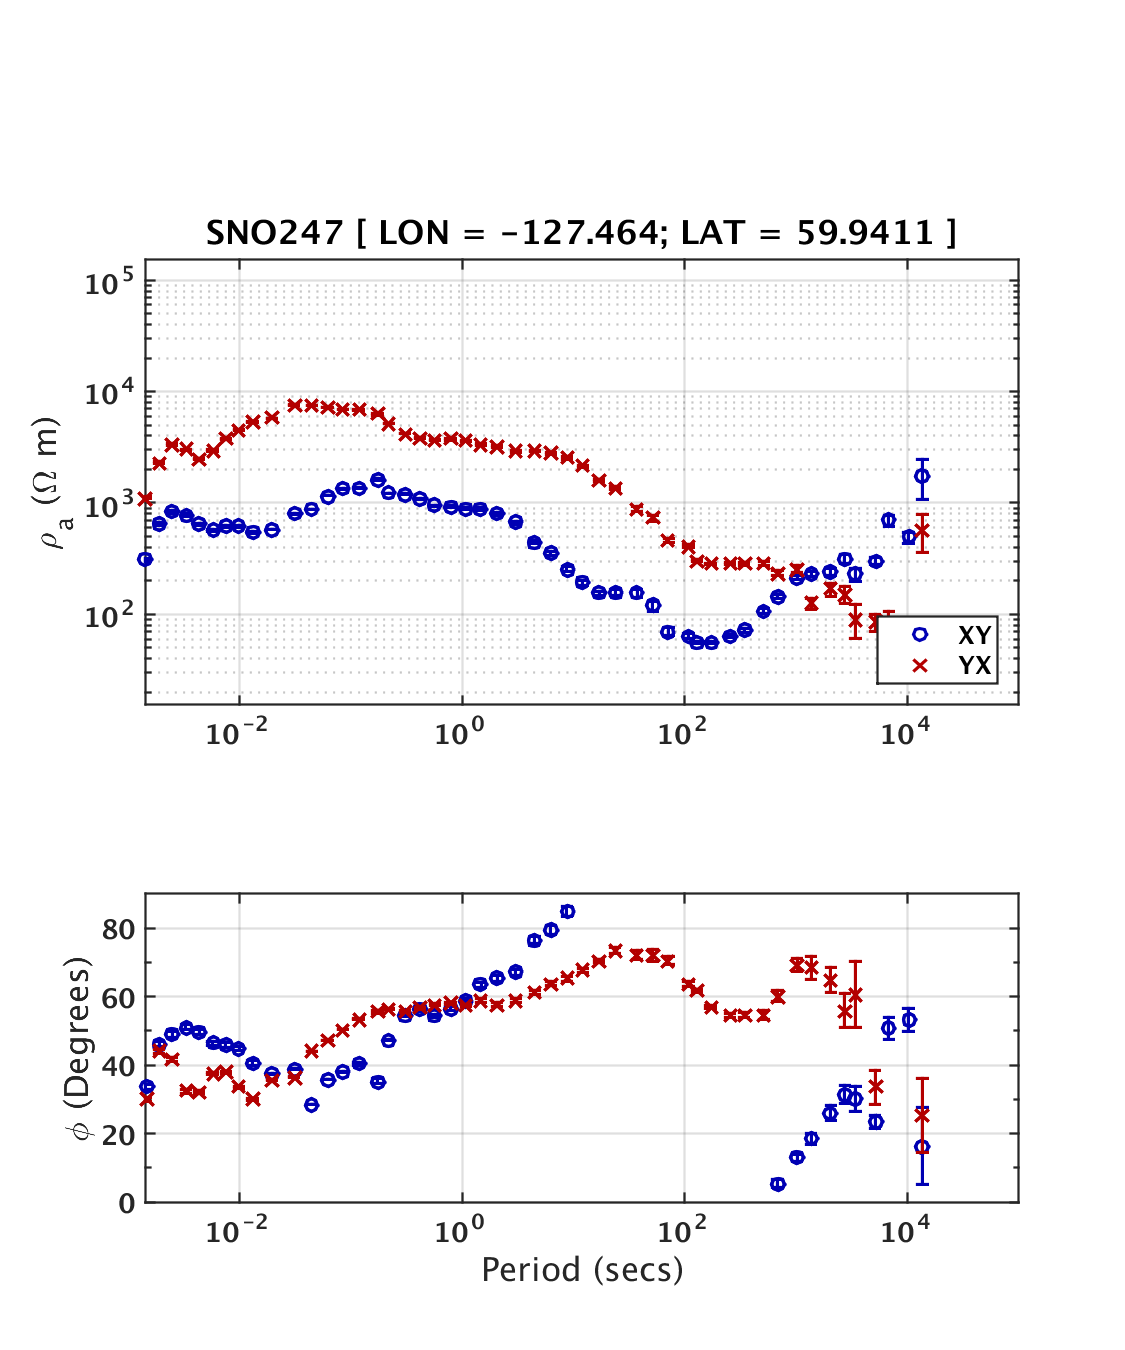 SNO247 [ LON = -127.464; LAT = 59.9411 ]
10^5
10^4
10^3
10^2
ρ_a (Ω m)
XY
YX
10^-2 10^0 10^2 10^4
80
60
40
20
0
φ (Degrees)
10^-2 10^0 10^2 10^4
Period (secs)